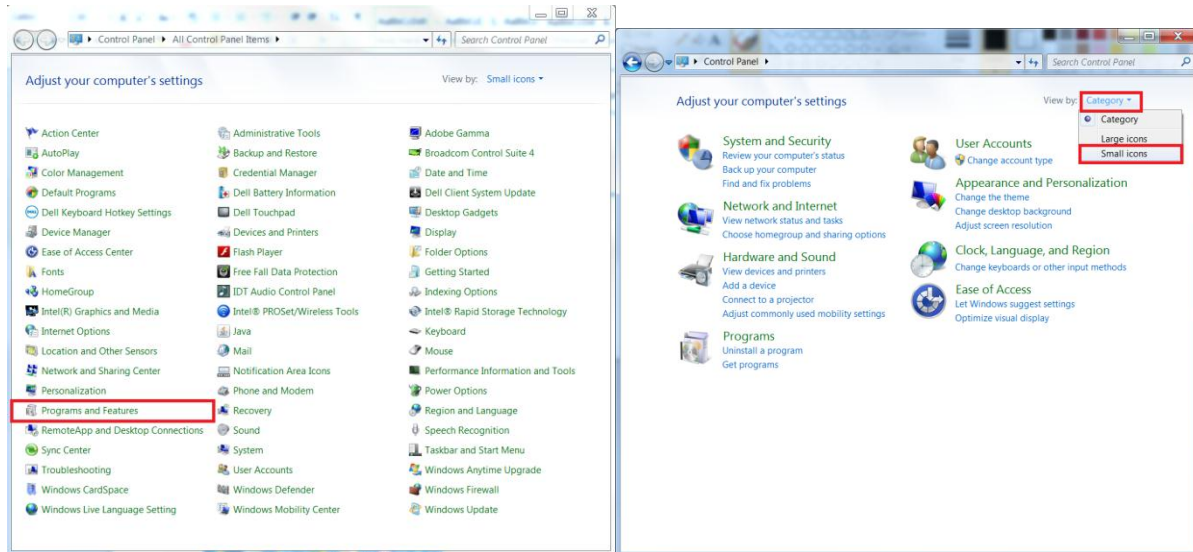 Control Panel ▸ All Control Panel Items ▸
Search Control Panel
Adjust your computer's settings
View by: Small icons
Action Center
Administrative Tools
Adobe Gamma
AutoPlay
Backup and Restore
Broadcom Control Suite 4
Color Management
Credential Manager
Date and Time
Default Programs
Dell Battery Information
Dell Client System Update
Dell Keyboard Hotkey Settings
Dell Touchpad
Desktop Gadgets
Device Manager
Devices and Printers
Display
Ease of Access Center
Flash Player
Folder Options
Fonts
Free Fall Data Protection
Getting Started
HomeGroup
IDT Audio Control Panel
Indexing Options
Intel(R) Graphics and Media
Intel® PROSet/Wireless Tools
Intel® Rapid Storage Technology
Internet Options
Java
Keyboard
Location and Other Sensors
Mail
Mouse
Network and Sharing Center
Notification Area Icons
Performance Information and Tools
Personalization
Phone and Modem
Power Options
Programs and Features
Recovery
Region and Language
RemoteApp and Desktop Connections
Sound
Speech Recognition
Sync Center
System
Taskbar and Start Menu
Troubleshooting
User Accounts
Windows Anytime Upgrade
Windows CardSpace
Windows Defender
Windows Firewall
Windows Live Language Setting
Windows Mobility Center
Windows Update
Control Panel ▸
Search Control Panel
Adjust your computer's settings
View by: Category
Category
Large icons
Small icons
System and Security
Review your computer's status
Back up your computer
Find and fix problems
Network and Internet
View network status and tasks
Choose homegroup and sharing options
Hardware and Sound
View devices and printers
Add a device
Connect to a projector
Adjust commonly used mobility settings
Programs
Uninstall a program
Get programs
User Accounts
Change account type
Appearance and Personalization
Change the theme
Change desktop background
Adjust screen resolution
Clock, Language, and Region
Change keyboards or other input methods
Ease of Access
Let Windows suggest settings
Optimize visual display